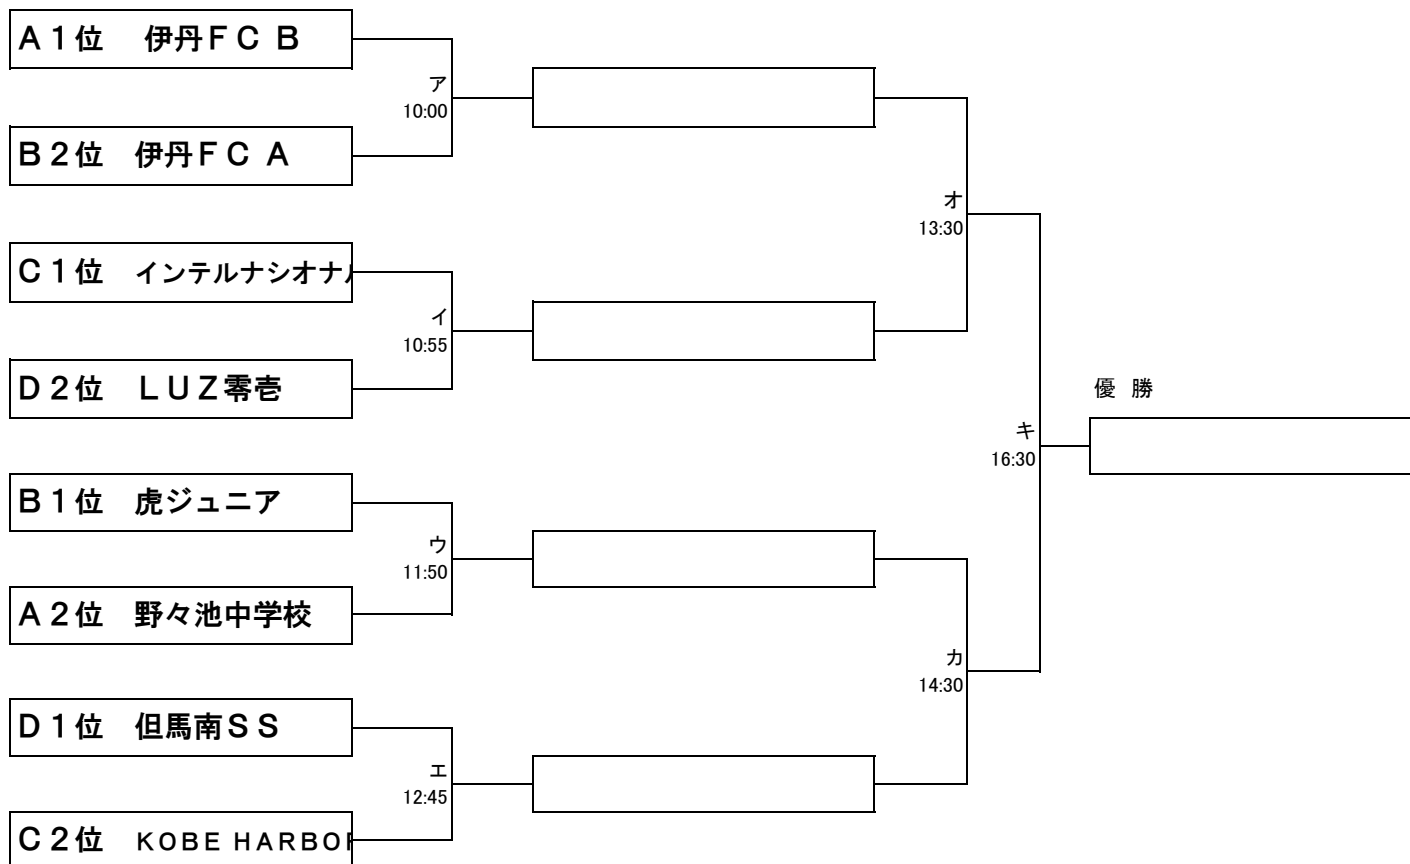 A１位 伊丹ＦＣ B
ア
10:00
B２位 伊丹ＦＣ A
オ
13:30
C１位 インテルナシオナル
イ
10:55
D２位 ＬＵＺ零壱
優 勝
キ
16:30
B１位 虎ジュニア
ウ
11:50
A２位 野々池中学校
カ
14:30
D１位 但馬南ＳＳ
エ
12:45
C２位 KOBE HARBOR